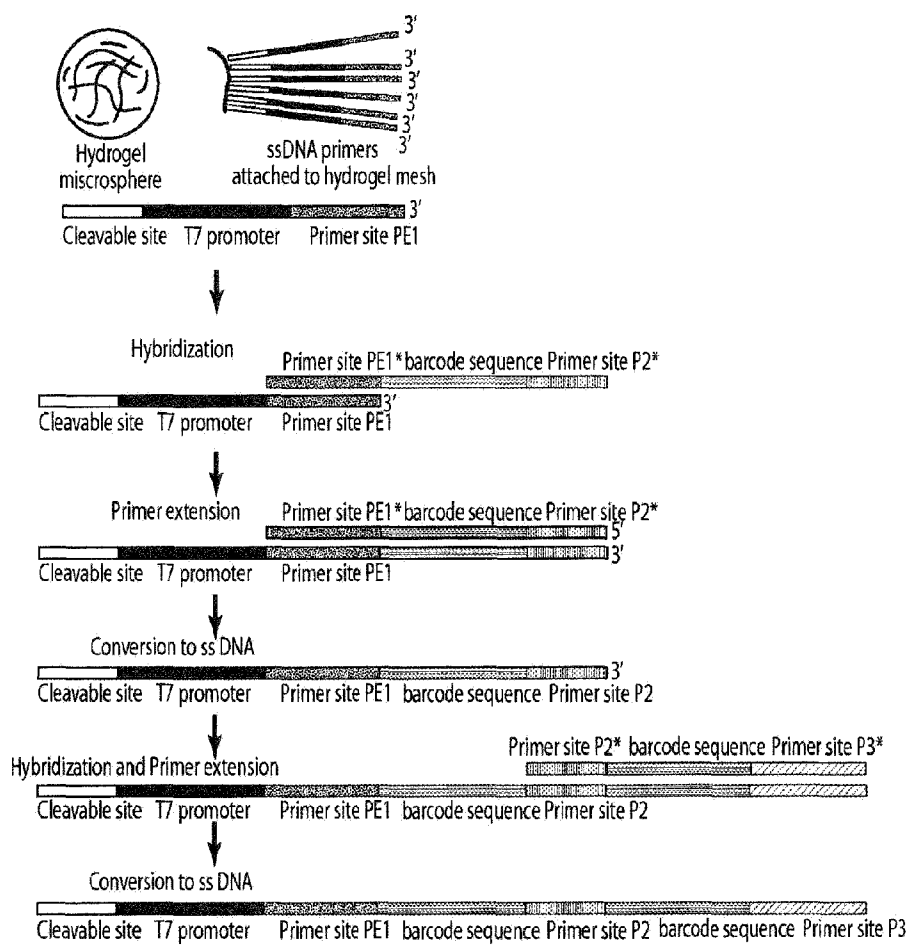 3'
3'
3'
3'
3'
3'
Hydrogel
miscrosphere
ssDNA primers
attached to hydrogel mesh
3'
Cleavable site T7 promoter Primer site PE1
Hybridization
Primer site PE1* barcode sequence Primer site P2*
3'
Cleavable site T7 promoter Primer site PE1
Primer extension
Primer site PE1* barcode sequence Primer site P2*
5'
3'
Cleavable site T7 promoter Primer site PE1
Conversion to ss DNA
3'
Cleavable site T7 promoter Primer site PE1 barcode sequence Primer site P2
Primer site P2* barcode sequence Primer site P3*
Hybridization and Primer extension
Cleavable site T7 promoter Primer site PE1 barcode sequence Primer site P2
Conversion to ss DNA
Cleavable site T7 promoter Primer site PE1 barcode sequence Primer site P2 barcode sequence Primer site P3